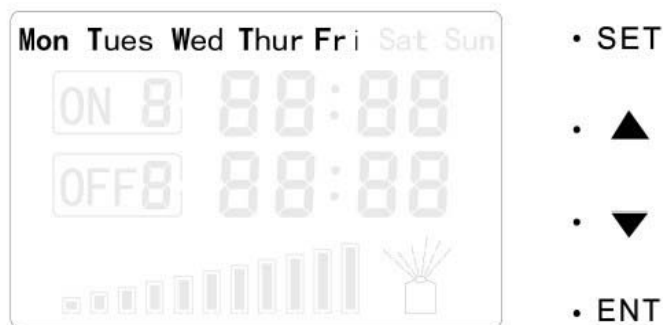 Mon Tues Wed Thur Fri Sat Sun
• SET
ON 8 88:88
OFF8 88:88
• ENT